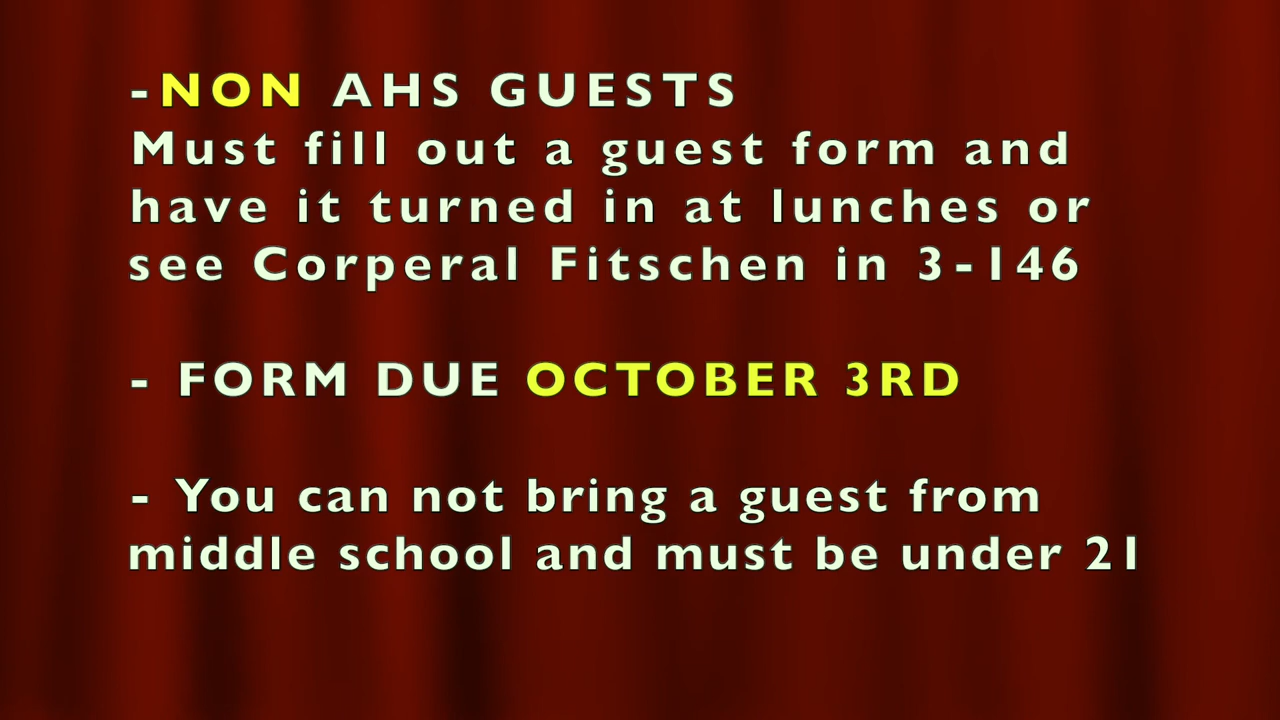 -NON AHS GUESTS
Must fill out a guest form and
have it turned in at lunches or
see Corperal Fitschen in 3-146
- FORM DUE OCTOBER 3RD
- You can not bring a guest from
middle school and must be under 21